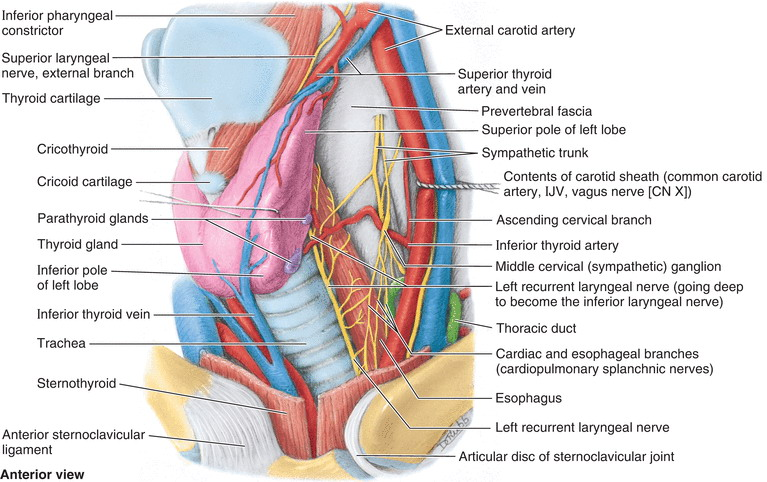 Inferior pharyngeal
constrictor
Superior laryngeal
nerve, external branch
Thyroid cartilage
Cricothyroid
Cricoid cartilage
Parathyroid glands
Thyroid gland
Inferior pole
of left lobe
Inferior thyroid vein
Trachea
Sternothyroid
Anterior sternoclavicular
ligament
Anterior view
External carotid artery
Superior thyroid
artery and vein
Prevertebral fascia
Superior pole of left lobe
Sympathetic trunk
Contents of carotid sheath (common carotid
artery, IJV, vagus nerve [CN X])
Ascending cervical branch
Inferior thyroid artery
Middle cervical (sympathetic) ganglion
Left recurrent laryngeal nerve (going deep
to become the inferior laryngeal nerve)
Thoracic duct
Cardiac and esophageal branches
(cardiopulmonary splanchnic nerves)
Esophagus
Left recurrent laryngeal nerve
Articular disc of sternoclavicular joint